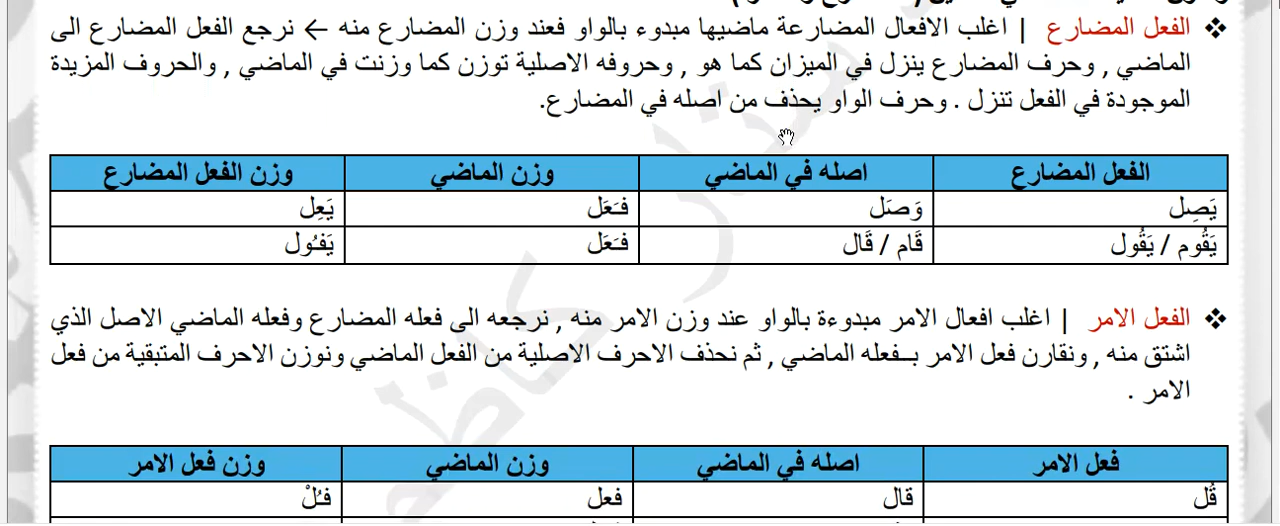 ❖ الفعل المضارع | اغلب الافعال المضارعة ماضيها مبدوء بالواو فعند وزن المضارع منه ← نرجع الفعل المضارع الى
الماضي , وحرف المضارع ينزل في الميزان كما هو , وحروفه الاصلية توزن كما وزنت في الماضي , والحروف المزيدة
الموجودة في الفعل تنزل . وحرف الواو يحذف من اصله في المضارع.
الفعل المضارع | اصله في الماضي | وزن الماضي | وزن الفعل المضارع
يَصِل | وَصَل | فَعَل | يَعِل
يَقُوم / يَقُول | قَام / قَال | فَعَل | يَفُول
❖ الفعل الامر | اغلب افعال الامر مبدوءة بالواو عند وزن الامر منه , نرجعه الى فعله المضارع وفعله الماضي الاصل الذي
اشتق منه , ونقارن فعل الامر بــفعله الماضي , ثم نحذف الاحرف الاصلية من الفعل الماضي ونوزن الاحرف المتبقية من فعل
الامر .
فعل الامر | اصله في الماضي | وزن الماضي | وزن فعل الامر
قُل | قال | فعل | فُلْ